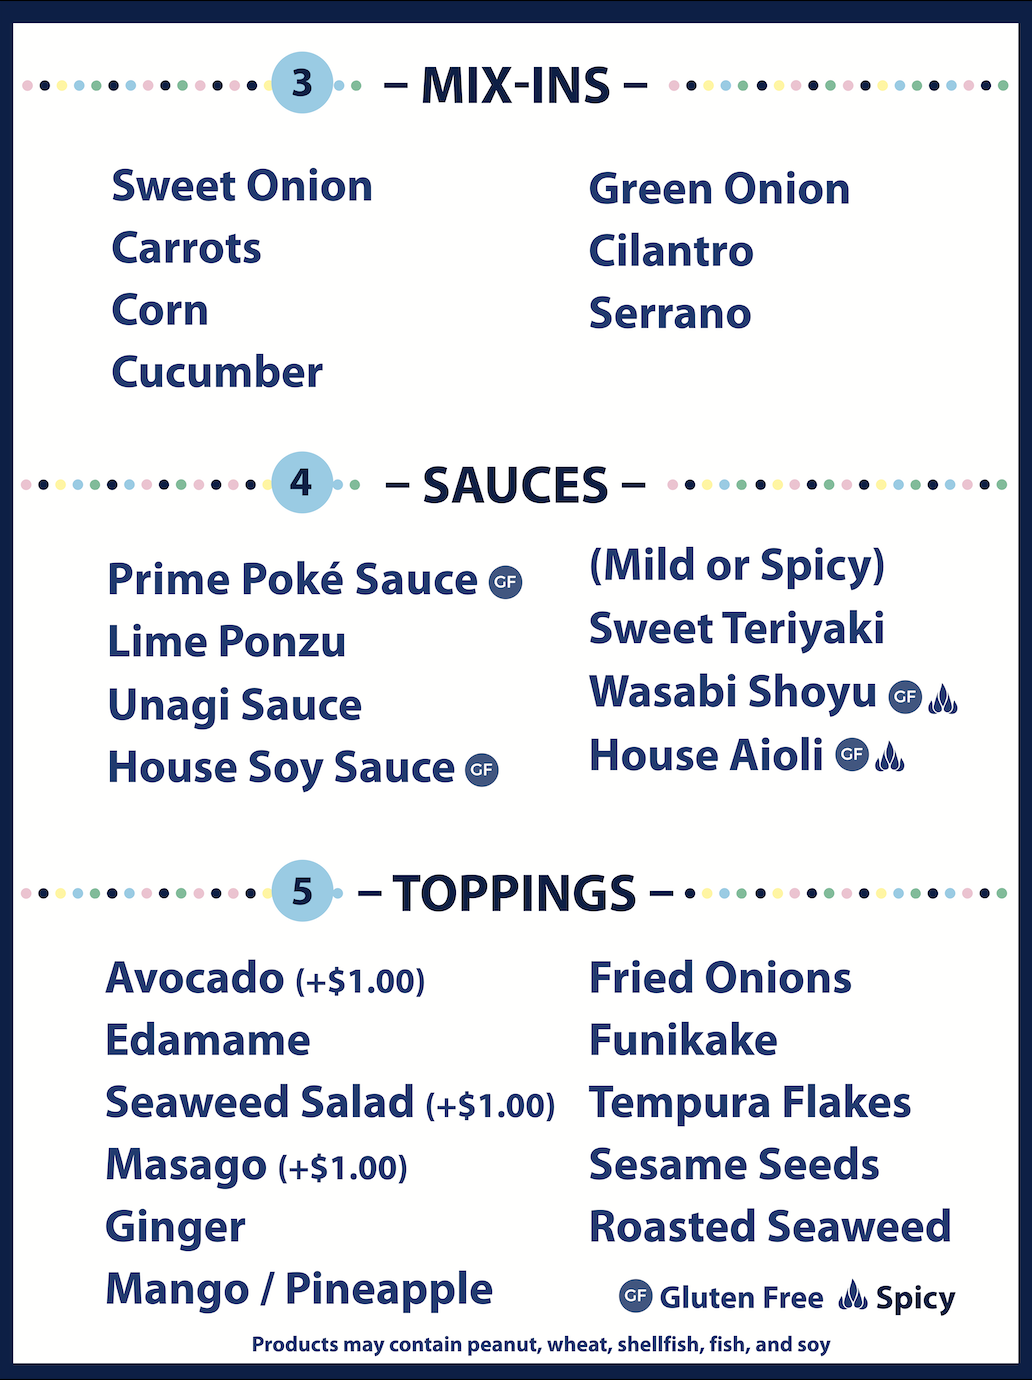 3
– MIX-INS –
Sweet Onion
Carrots
Corn
Cucumber
Green Onion
Cilantro
Serrano
4
– SAUCES –
Prime Poké Sauce GF
Lime Ponzu
Unagi Sauce
House Soy Sauce GF
(Mild or Spicy)
Sweet Teriyaki
Wasabi Shoyu GF
House Aioli GF
5
– TOPPINGS –
Avocado (+$1.00)
Edamame
Seaweed Salad (+$1.00)
Masago (+$1.00)
Ginger
Mango / Pineapple
Fried Onions
Funikake
Tempura Flakes
Sesame Seeds
Roasted Seaweed
GF Gluten Free Spicy
Products may contain peanut, wheat, shellfish, fish, and soy